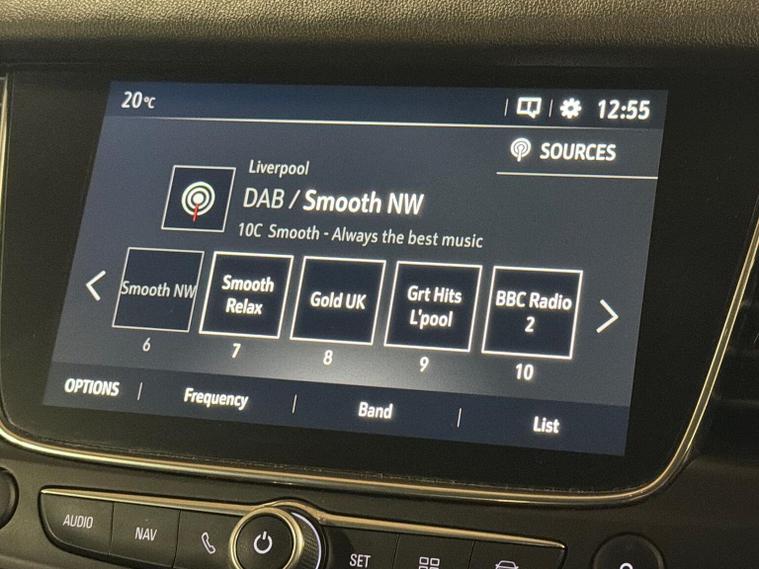 20°C
12:55
SOURCES
Liverpool
DAB / Smooth NW
10C Smooth - Always the best music
Smooth NW
Smooth
Relax
Gold UK
Grt Hits
L'pool
BBC Radio
2
6
7
8
9
10
OPTIONS
Frequency
Band
List
AUDIO
NAV
SET